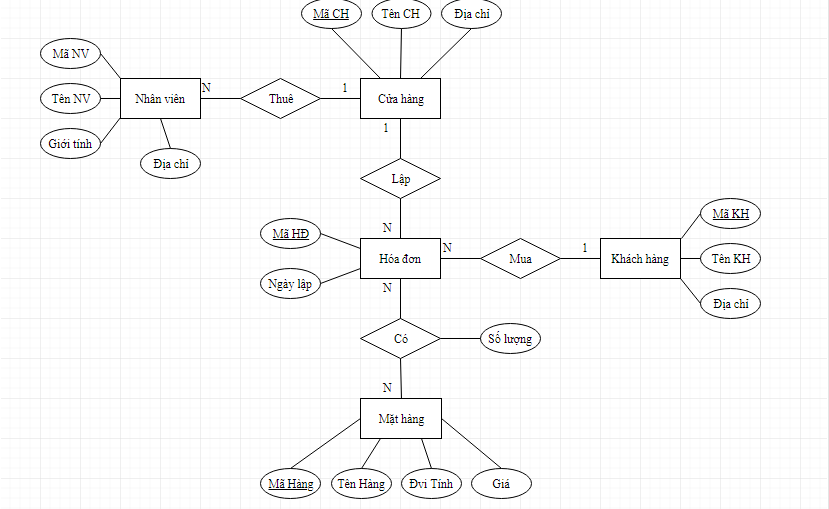 Mã CH
Tên CH
Địa chỉ
Mã NV
Tên NV
Giới tính
Địa chỉ
Nhân viên
N
Thuê
1
Cửa hàng
1
Lập
N
Mã HĐ
Ngày lập
Hóa đơn
N
Mua
1
Khách hàng
Mã KH
Tên KH
Địa chỉ
N
Có
Số lượng
N
Mặt hàng
Mã Hàng
Tên Hàng
Đvi Tính
Giá